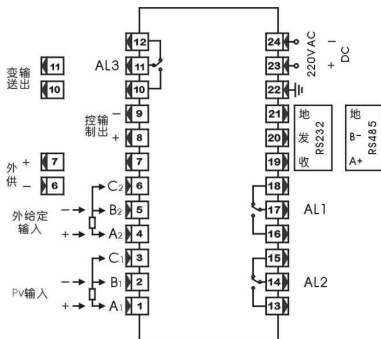 变输 11
送出 10
外 + 7
供 - 6
外给定
输入
-
+
Pv输入
-
+
AL3
12
11
10
控输 - 9
制出 + 8
7
C2 6
B2 5
A2 4
C1 3
B1 2
A1 1
24 220VAC - DC
23 +
22
21 地 地
20 发 RS232 B- RS485
19 收 A+
18
17 AL1
16
15
14 AL2
13